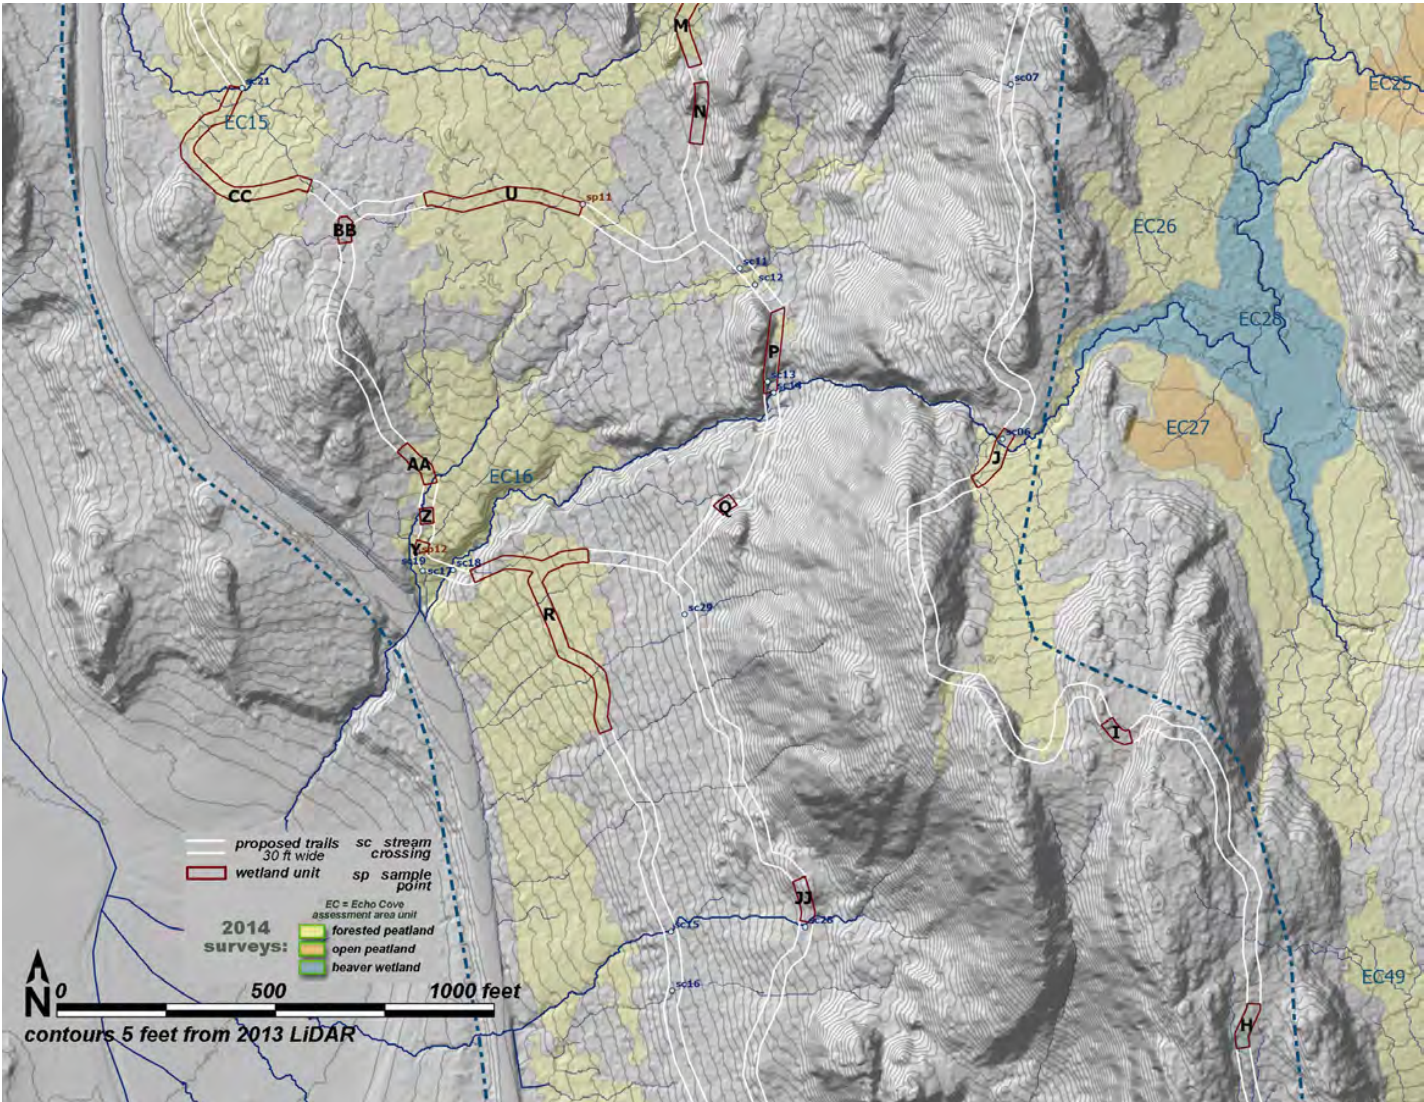 M
sc21
sc07
EC25
N
EC15
CC
U
sp11
BB
EC26
sc11
sc12
EC28
P
sc13
sc14
EC27
sc06
J
AA
EC16
Z
Q
Y
sp12
sc19
sc17
sc18
R
sc29
I
proposed trails sc stream
30 ft wide crossing
wetland unit sp sample
point
JJ
sc26
EC = Echo Cove
assessment area unit
2014
surveys:
forested peatland
open peatland
beaver wetland
sc15
sc16
EC49
H
N
0 500 1000 feet
contours 5 feet from 2013 LiDAR